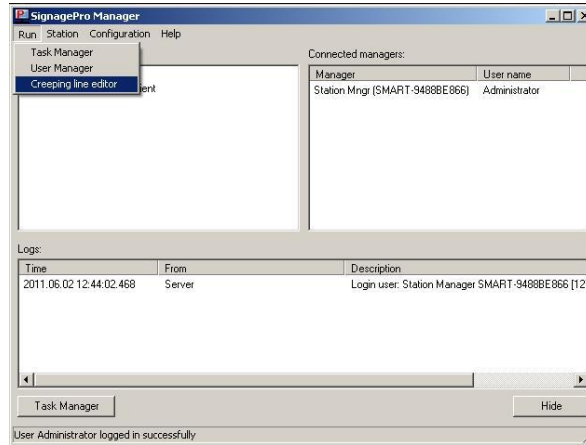 SignagePro Manager
Run Station Configuration Help
Task Manager
User Manager
Creeping line editor
Connected managers:
Manager User name
Station Mngr (SMART-9488BE866) Administrator
Logs:
Time From Description
2011.06.02 12:44:02.468 Server Login user: Station Manager SMART-9488BE866 [12
Task Manager Hide
User Administrator logged in successfully